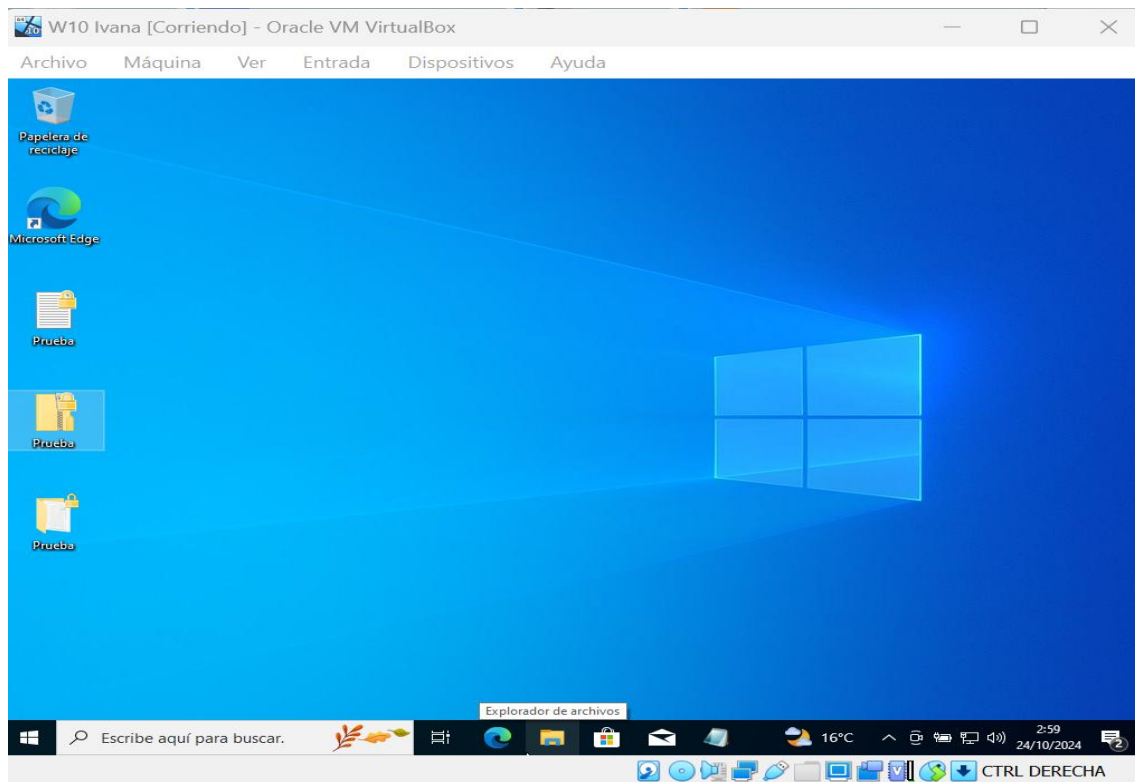 W10 Ivana [Corriendo] - Oracle VM VirtualBox
Archivo Máquina Ver Entrada Dispositivos Ayuda
Papelera de
reciclaje
Microsoft Edge
Prueba
Prueba
Prueba
Explorador de archivos
Escribe aquí para buscar.
16°C
2:59
24/10/2024
2
CTRL DERECHA